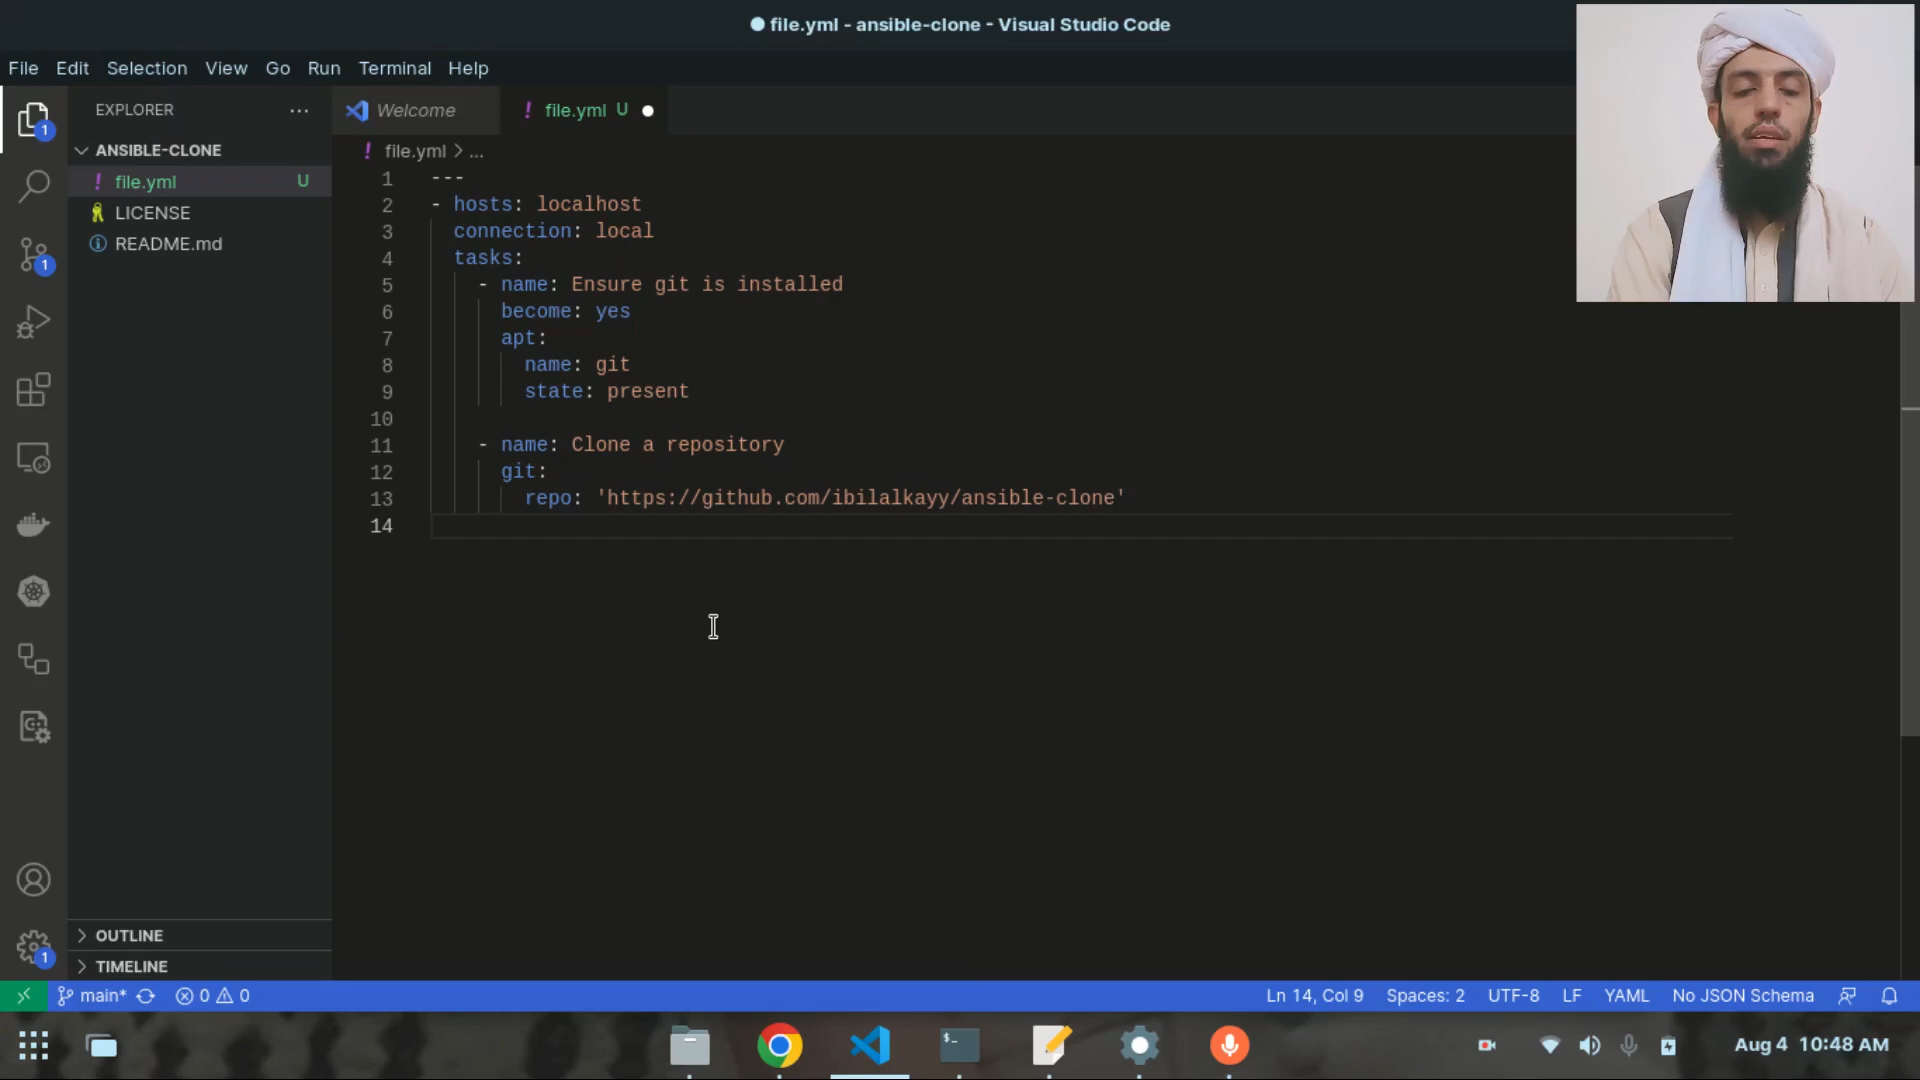 ● file.yml - ansible-clone - Visual Studio Code
File Edit Selection View Go Run Terminal Help
EXPLORER ...
Welcome
! file.yml U ●
ANSIBLE-CLONE
! file.yml U
LICENSE
README.md
! file.yml > ...
1 ---
2 - hosts: localhost
3   connection: local
4   tasks:
5     - name: Ensure git is installed
6       become: yes
7       apt:
8         name: git
9         state: present
10
11     - name: Clone a repository
12       git:
13         repo: 'https://github.com/ibilalkayy/ansible-clone'
14
1
1
1
OUTLINE
TIMELINE
main* 0 0 Ln 14, Col 9 Spaces: 2 UTF-8 LF YAML No JSON Schema
Aug 4 10:48 AM